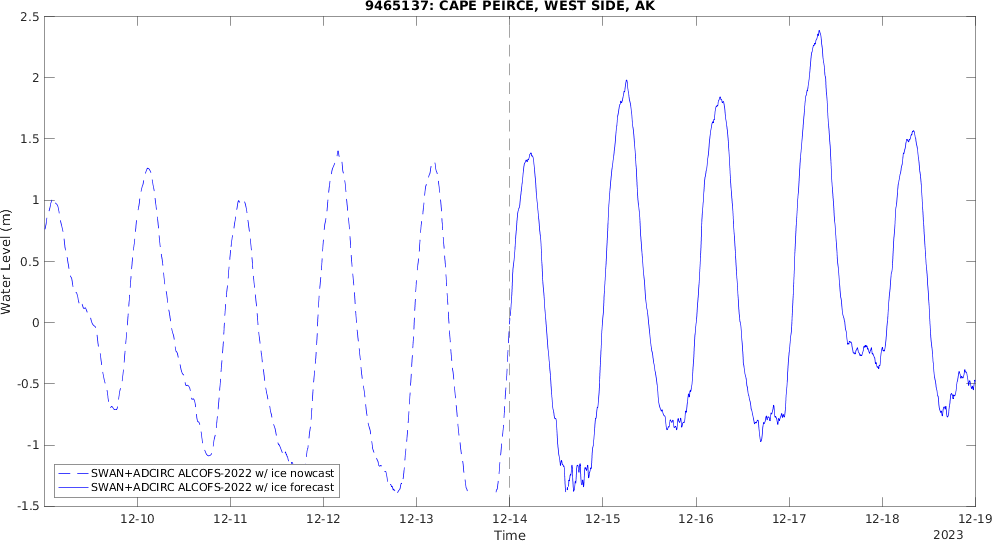 9465137: CAPE PEIRCE, WEST SIDE, AK
2.5
2
1.5
1
0.5
0
-0.5
-1
-1.5
Water Level (m)
SWAN+ADCIRC ALCOFS-2022 w/ ice nowcast
SWAN+ADCIRC ALCOFS-2022 w/ ice forecast
12-10 12-11 12-12 12-13 12-14 12-15 12-16 12-17 12-18 12-19
Time
2023